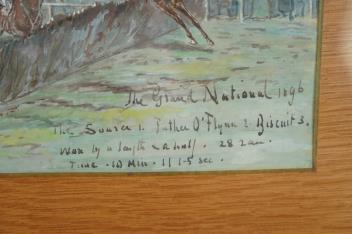 The Grand National 1896
The Soarer 1. Father O'Flynn 2 Biscuit 3.
Won by a length & a half. 28 ran.
Time . 10 Min . 11 1-5 sec .